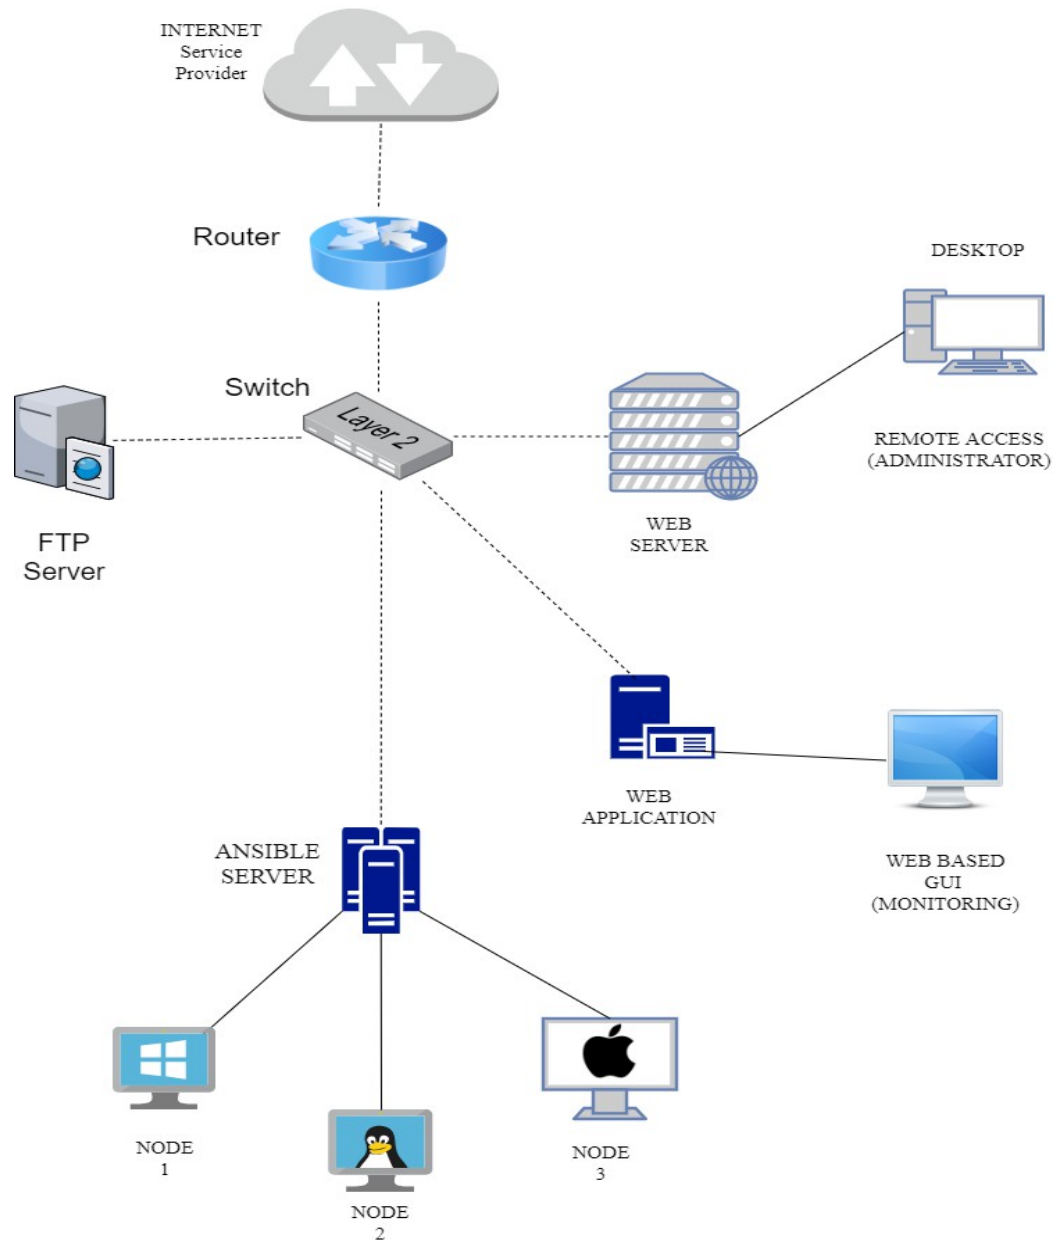 INTERNET
Service
Provider
Router
DESKTOP
Switch
Layer 2
REMOTE ACCESS
(ADMINISTRATOR)
WEB
SERVER
FTP
Server
WEB
APPLICATION
ANSIBLE
SERVER
WEB BASED
GUI
(MONITORING)
NODE
1
NODE
2
NODE
3